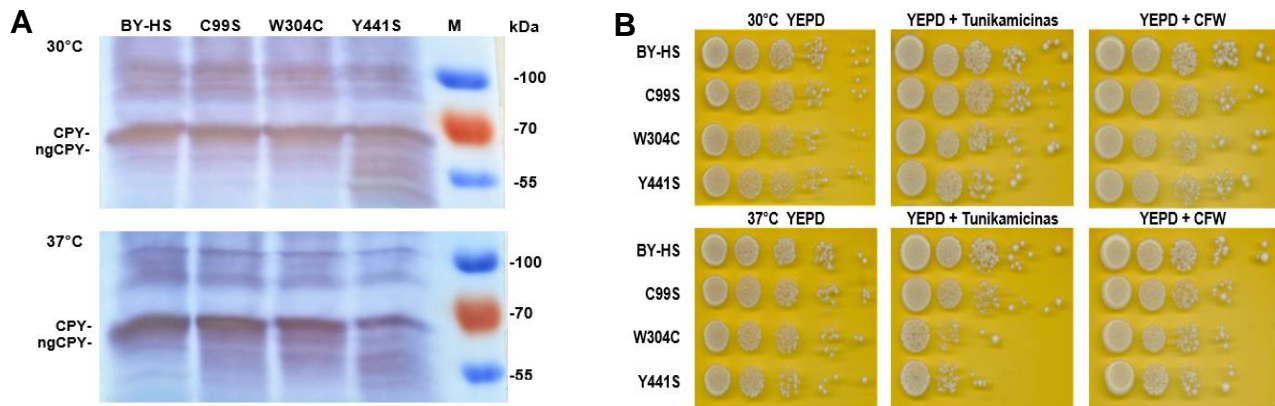 A
BY-HS C99S W304C Y441S M kDa
30°C
-100
CPY-
-70
ngCPY-
-55
37°C
-100
CPY-
-70
ngCPY-
-55
B
30°C YEPD YEPD + Tunikamicinas YEPD + CFW
BY-HS
C99S
W304C
Y441S
37°C YEPD YEPD + Tunikamicinas YEPD + CFW
BY-HS
C99S
W304C
Y441S